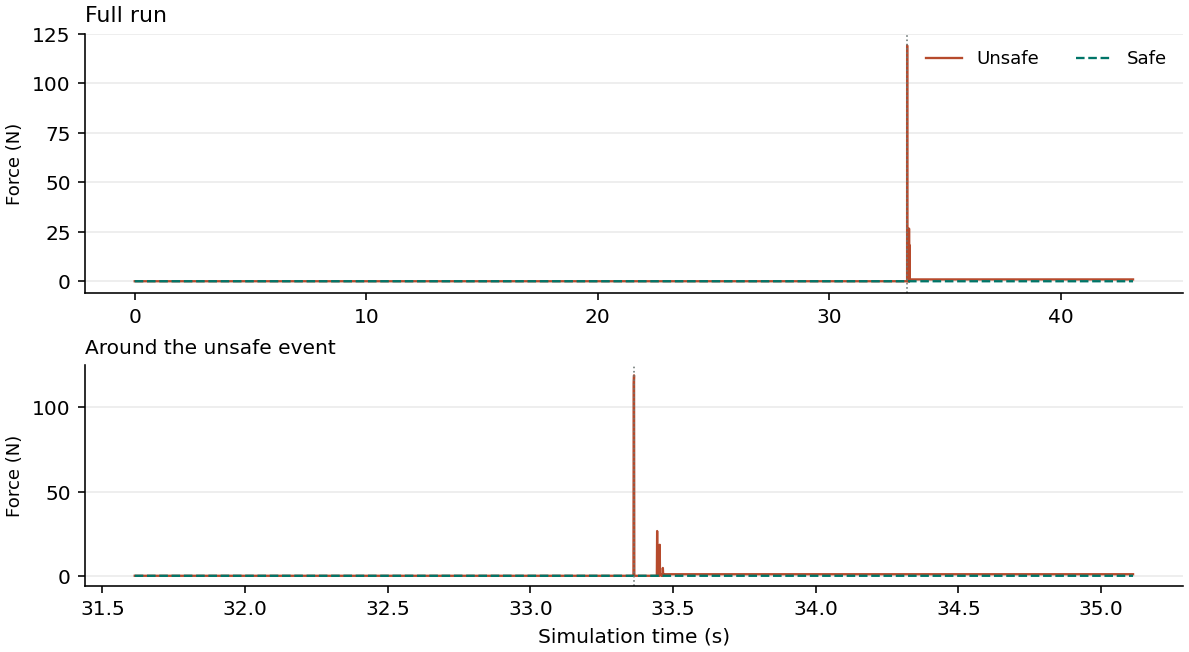 Full run
Force (N)
125
100
75
50
25
0
Unsafe Safe
0 10 20 30 40
Around the unsafe event
Force (N)
100
50
0
31.5 32.0 32.5 33.0 33.5 34.0 34.5 35.0
Simulation time (s)